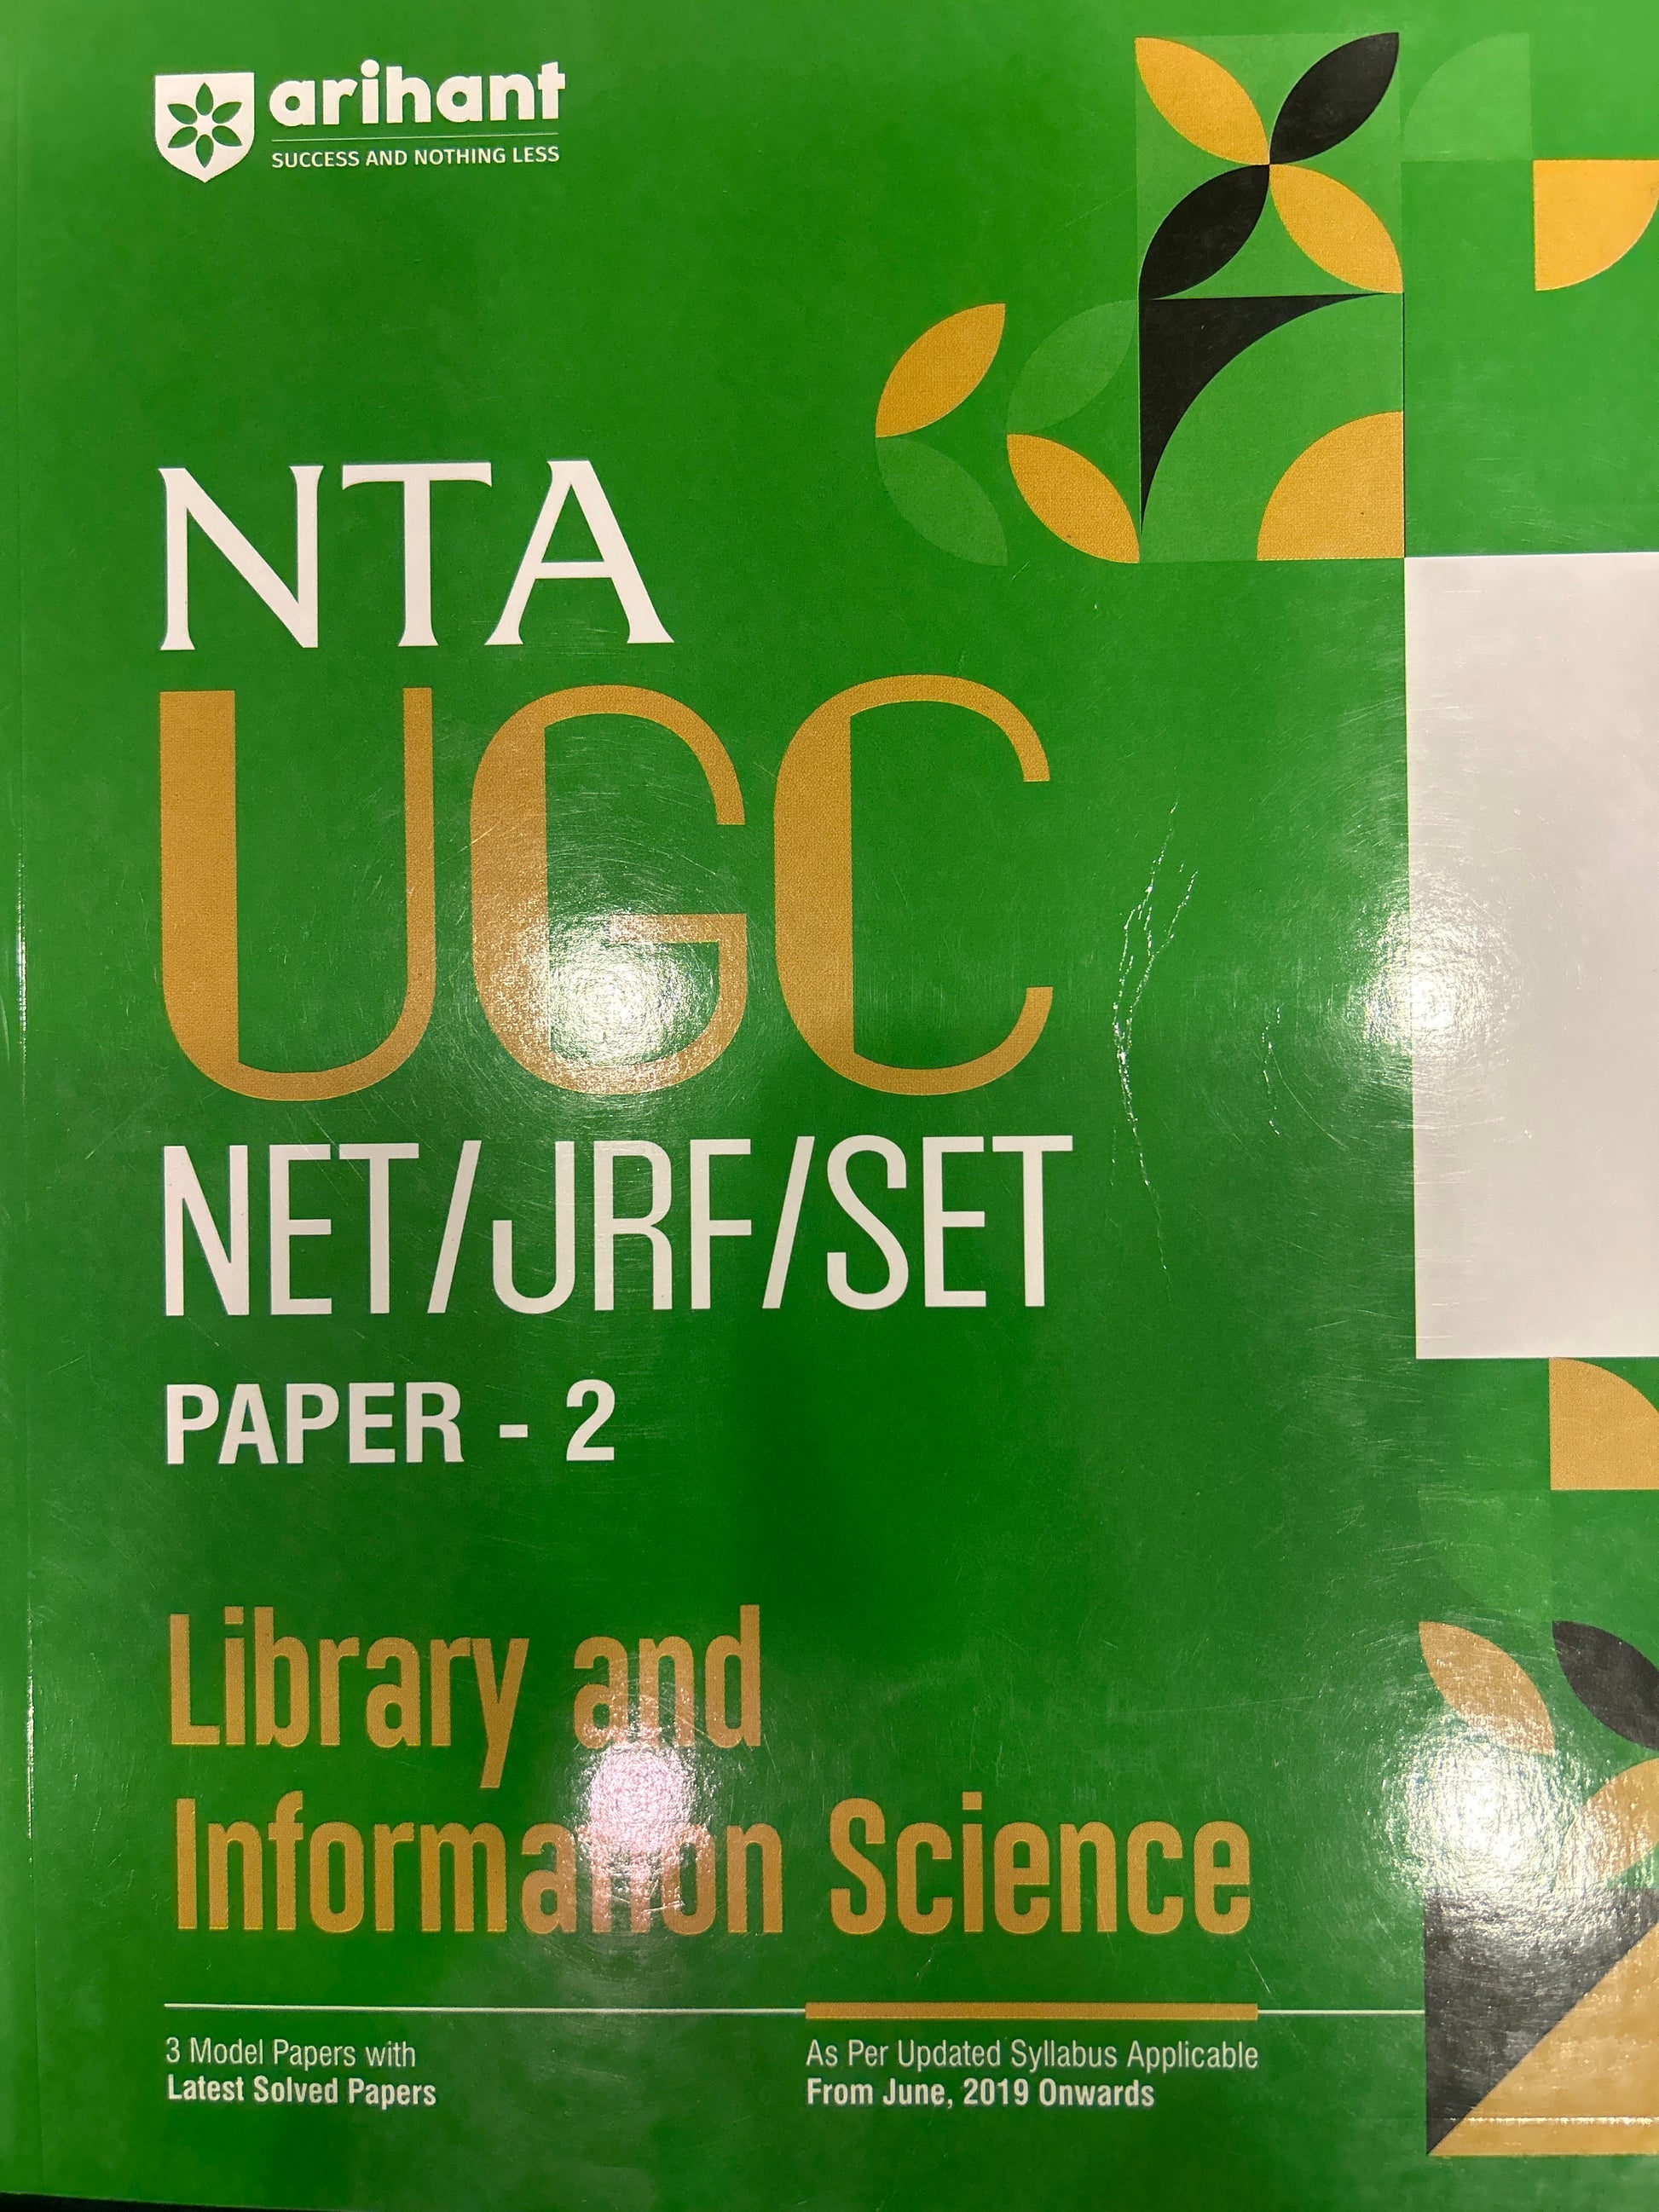 arihant
SUCCESS AND NOTHING LESS
NTA
UGC
NET/JRF/SET
PAPER - 2
Library and
Information Science
3 Model Papers with
Latest Solved Papers
As Per Updated Syllabus Applicable
From June, 2019 Onwards